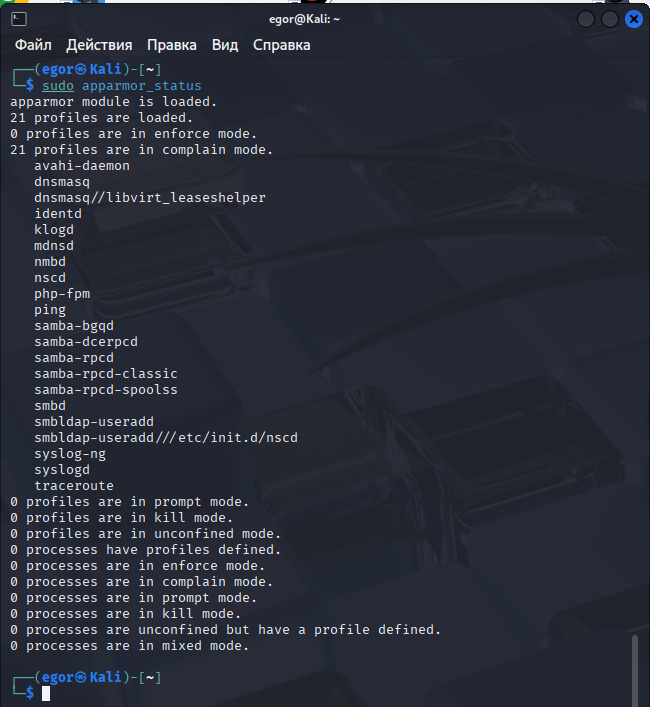 egor@Kali: ~
Файл Действия Правка Вид Справка
┌──(egor㉿Kali)-[~]
└─$ sudo apparmor_status
apparmor module is loaded.
21 profiles are loaded.
0 profiles are in enforce mode.
21 profiles are in complain mode.
   avahi-daemon
   dnsmasq
   dnsmasq//libvirt_leaseshelper
   identd
   klogd
   mdnsd
   nmbd
   nscd
   php-fpm
   ping
   samba-bgqd
   samba-dcerpcd
   samba-rpcd
   samba-rpcd-classic
   samba-rpcd-spoolss
   smbd
   smbldap-useradd
   smbldap-useradd///etc/init.d/nscd
   syslog-ng
   syslogd
   traceroute
0 profiles are in prompt mode.
0 profiles are in kill mode.
0 profiles are in unconfined mode.
0 processes have profiles defined.
0 processes are in enforce mode.
0 processes are in complain mode.
0 processes are in prompt mode.
0 processes are in kill mode.
0 processes are unconfined but have a profile defined.
0 processes are in mixed mode.
┌──(egor㉿Kali)-[~]
└─$